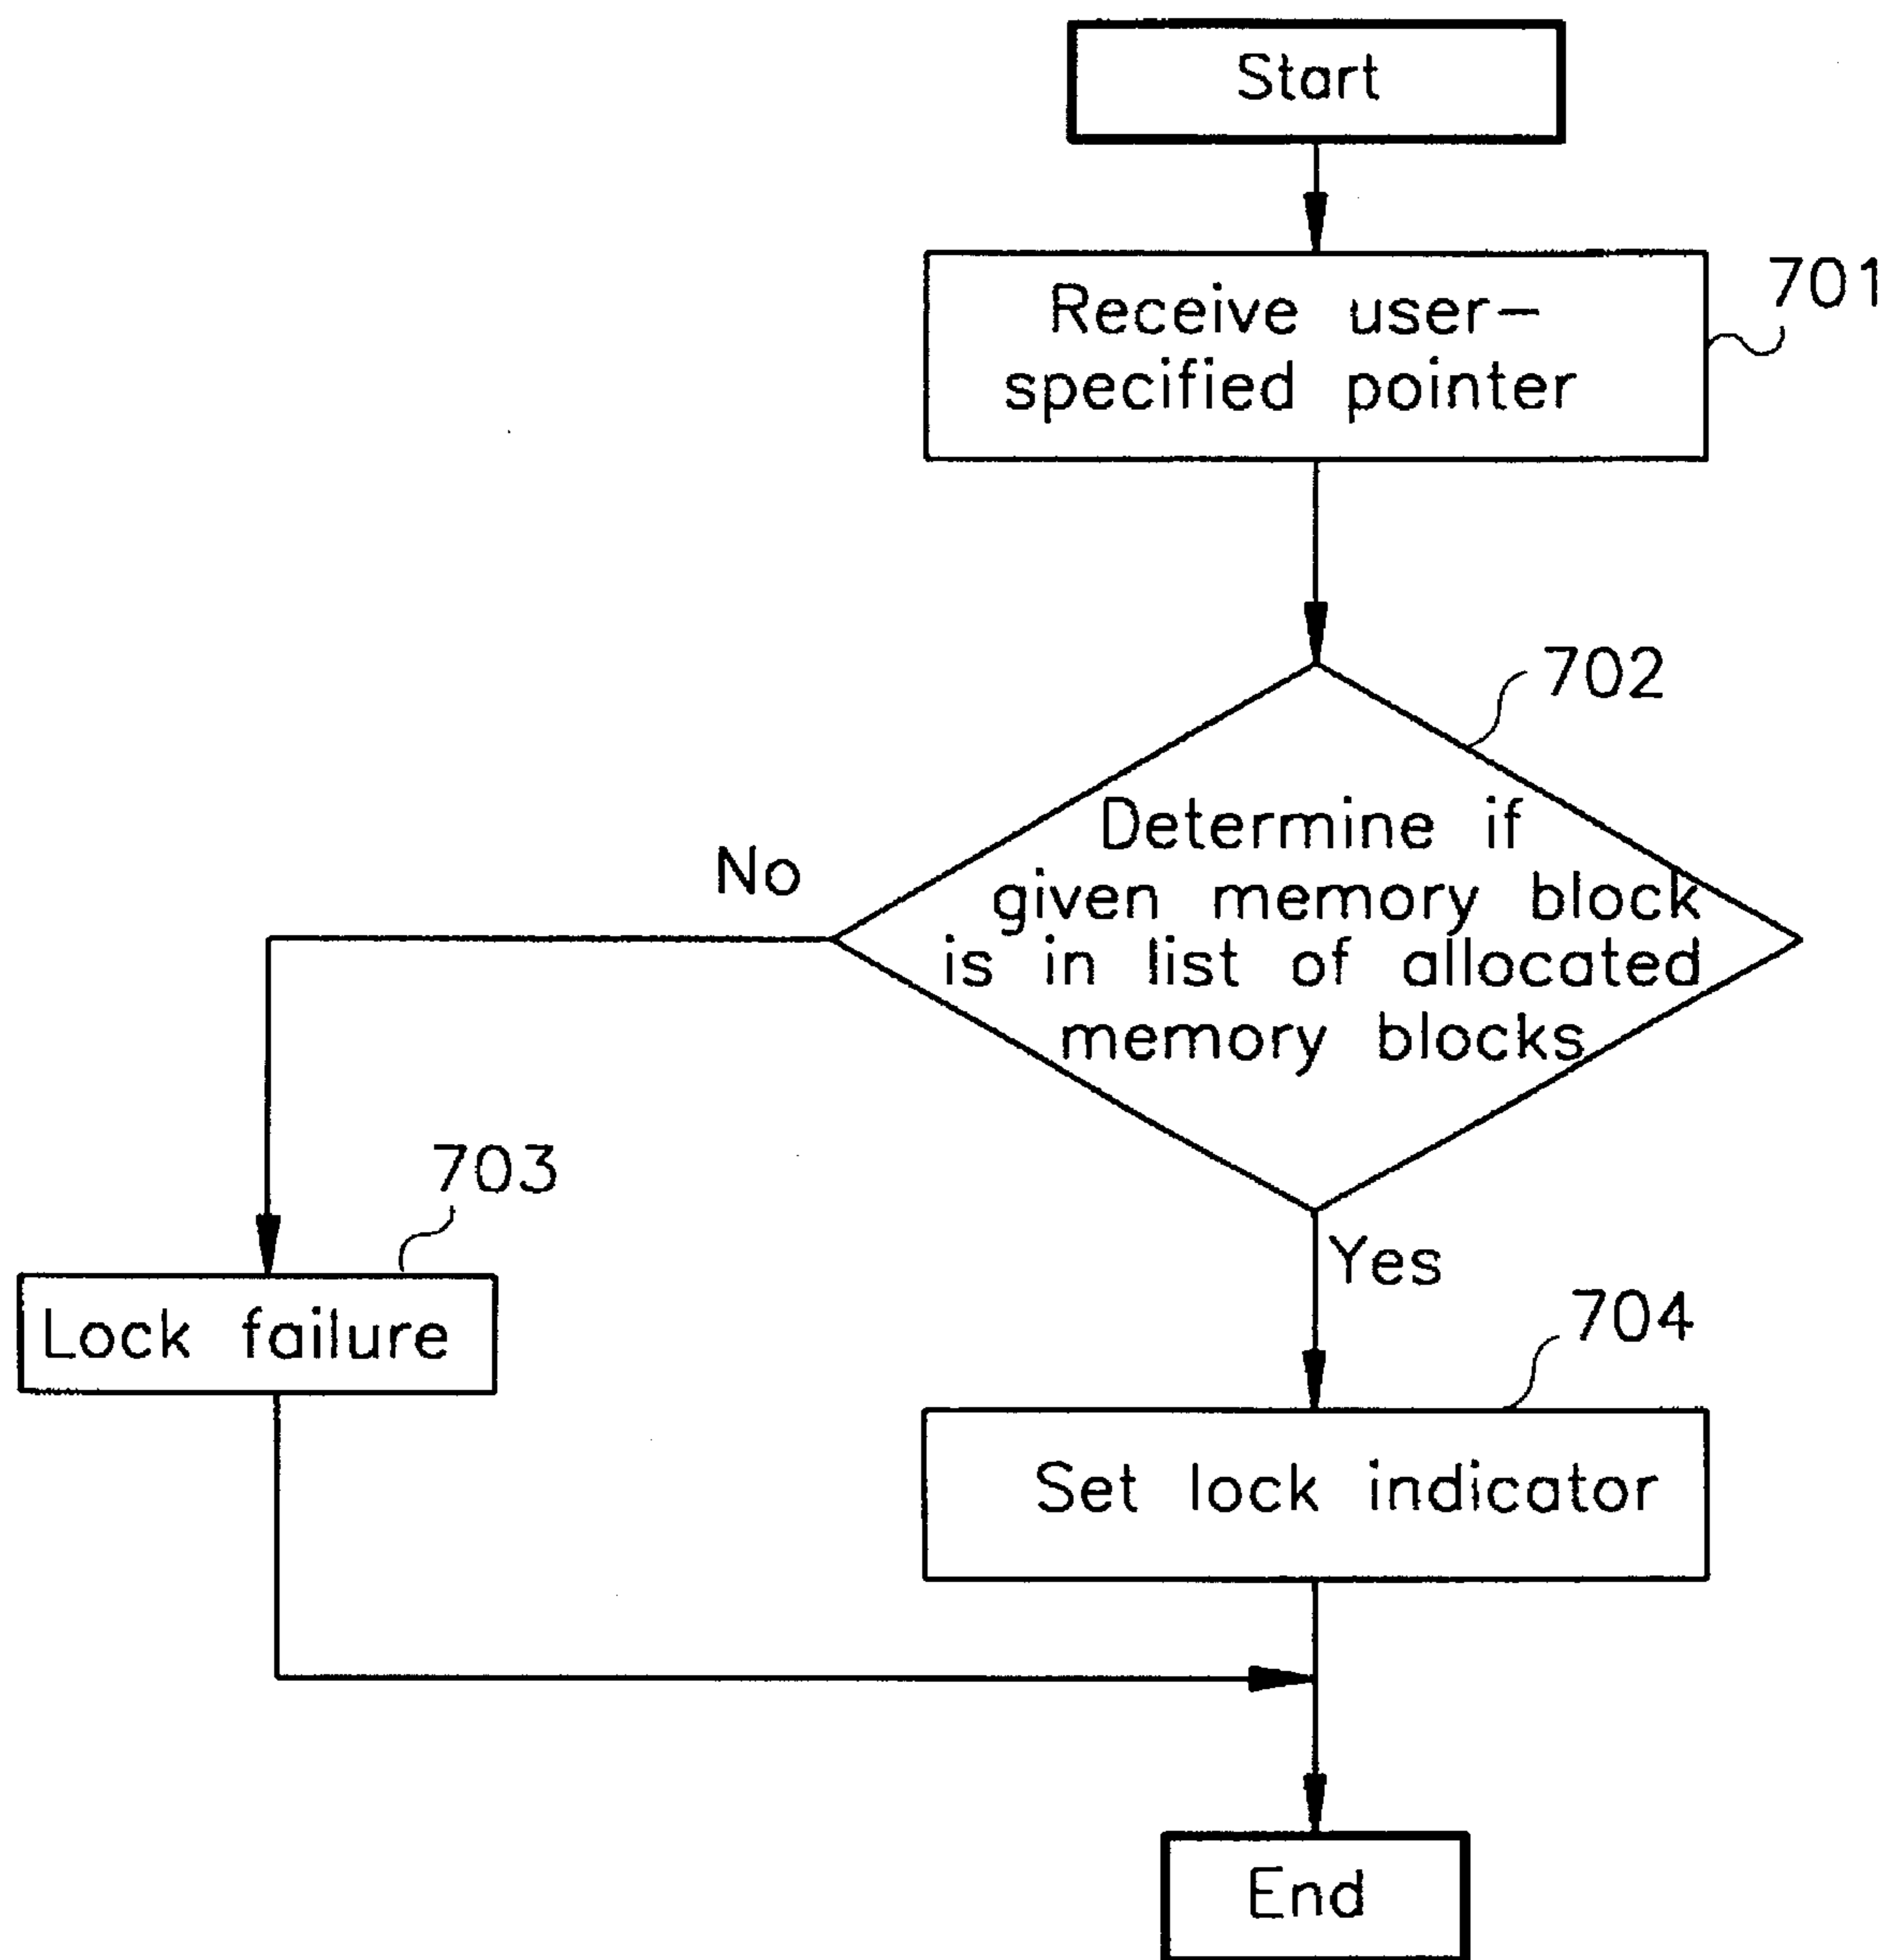 Start
Receive user-
specified pointer
701
702
Determine if
given memory block
is in list of allocated
memory blocks
No
Yes
703
Lock failure
704
Set lock indicator
End